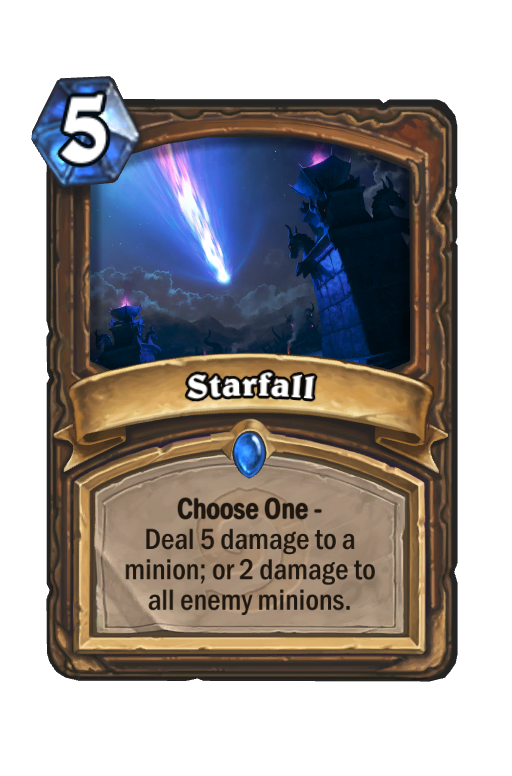 5
Starfall
Choose One -
Deal 5 damage to a
minion; or 2 damage to
all enemy minions.